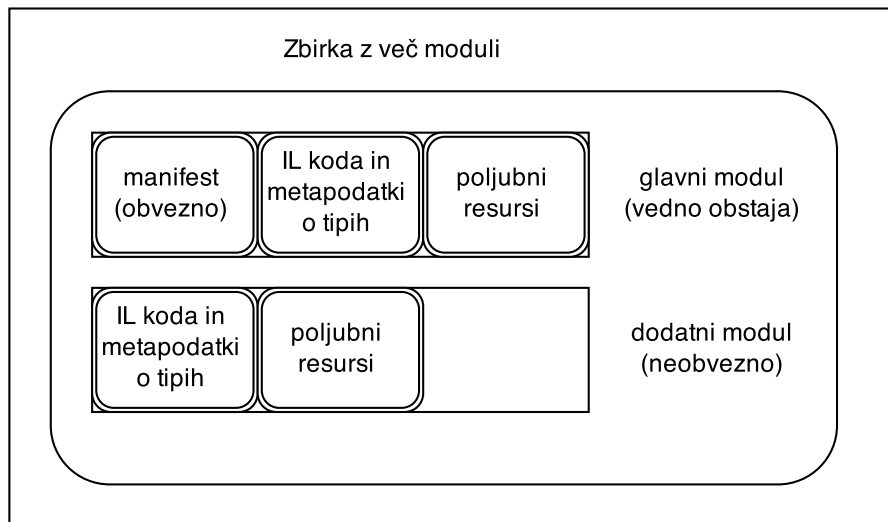 Zbirka z več moduli
manifest
(obvezno)
IL koda in
metapodatki
o tipih
poljubni
resursi
glavni modul
(vedno obstaja)
IL koda in
metapodatki
o tipih
poljubni
resursi
dodatni modul
(neobvezno)